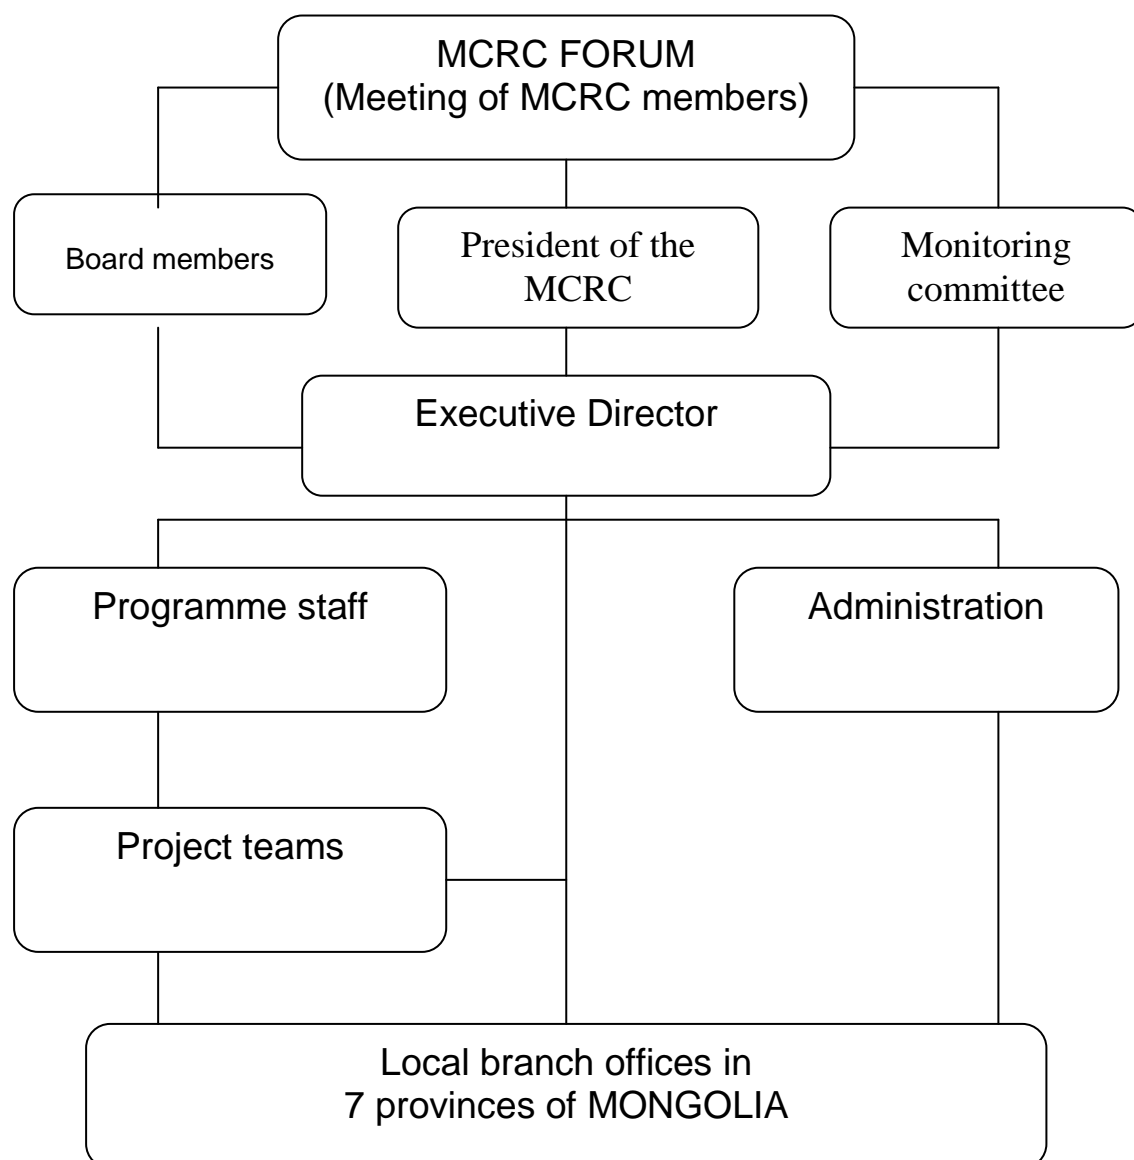 MCRC FORUM
(Meeting of MCRC members)
Board members
President of the
MCRC
Monitoring
committee
Executive Director
Programme staff
Administration
Project teams
Local branch offices in
7 provinces of MONGOLIA